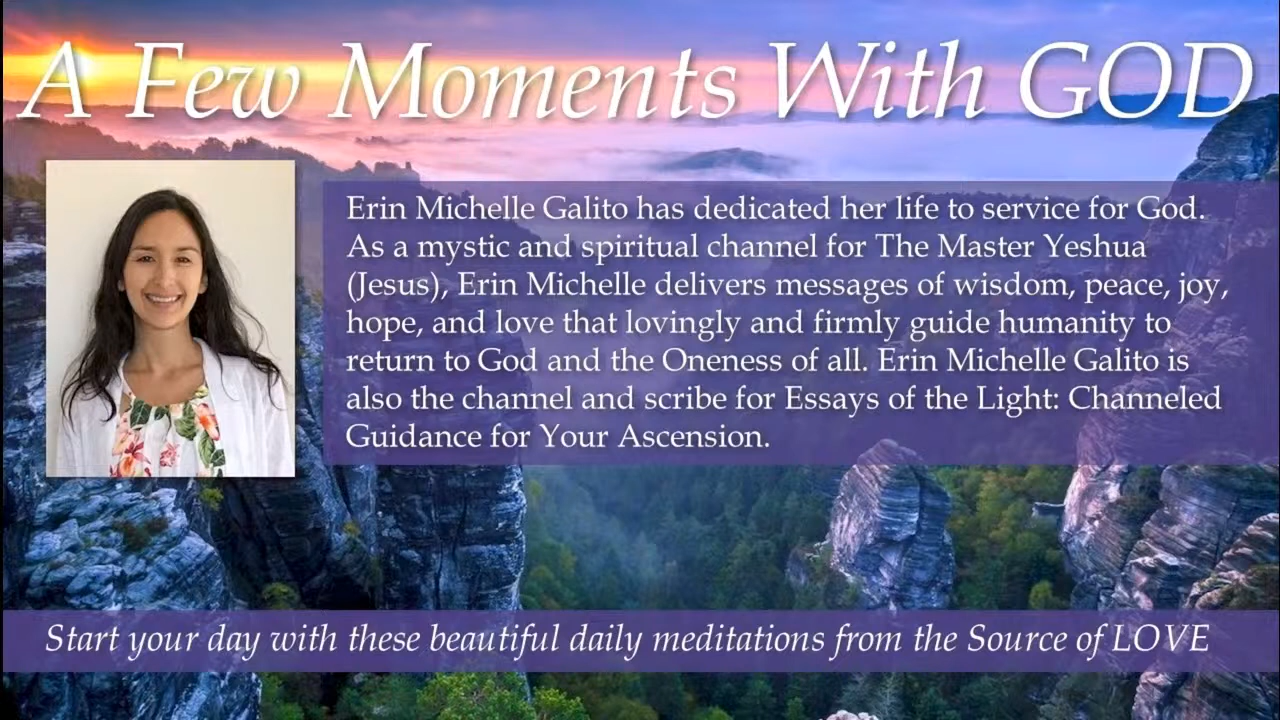 A Few Moments With GOD
Erin Michelle Galito has dedicated her life to service for God.
As a mystic and spiritual channel for The Master Yeshua
(Jesus), Erin Michelle delivers messages of wisdom, peace, joy,
hope, and love that lovingly and firmly guide humanity to
return to God and the Oneness of all. Erin Michelle Galito is
also the channel and scribe for Essays of the Light: Channeled
Guidance for Your Ascension.
Start your day with these beautiful daily meditations from the Source of LOVE